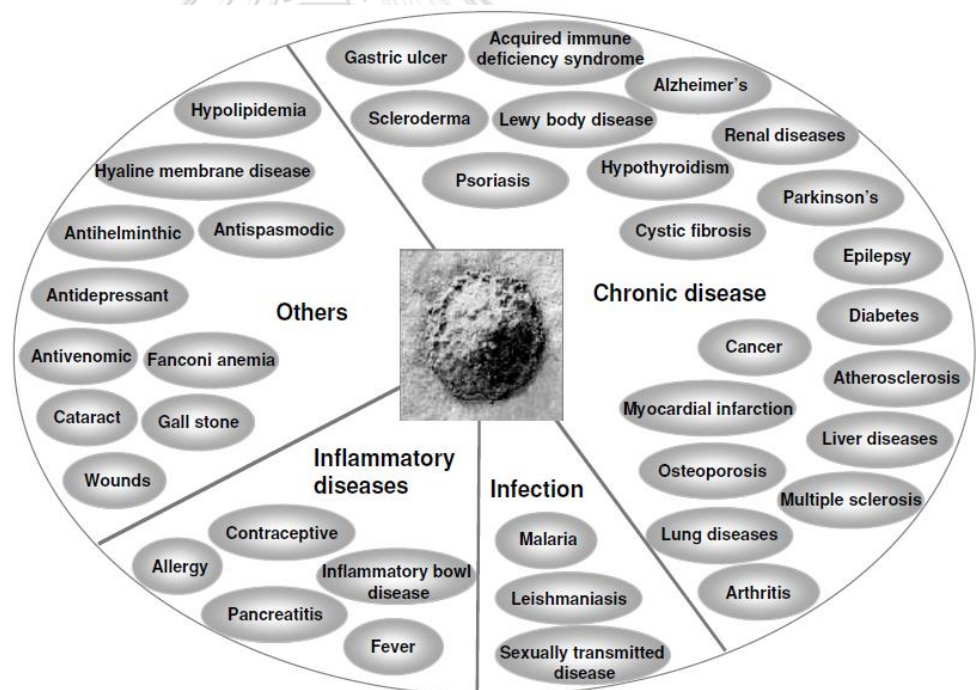 Gastric ulcer
Acquired immune
deficiency syndrome
Alzheimer's
Scleroderma
Lewy body disease
Renal diseases
Psoriasis
Hypothyroidism
Parkinson's
Cystic fibrosis
Epilepsy
Chronic disease
Diabetes
Cancer
Atherosclerosis
Myocardial infarction
Liver diseases
Osteoporosis
Multiple sclerosis
Lung diseases
Arthritis
Infection
Malaria
Leishmaniasis
Sexually transmitted
disease
Inflammatory
diseases
Contraceptive
Allergy
Inflammatory bowl
disease
Pancreatitis
Fever
Others
Hypolipidemia
Hyaline membrane disease
Antihelminthic
Antispasmodic
Antidepressant
Antivenomic
Fanconi anemia
Cataract
Gall stone
Wounds